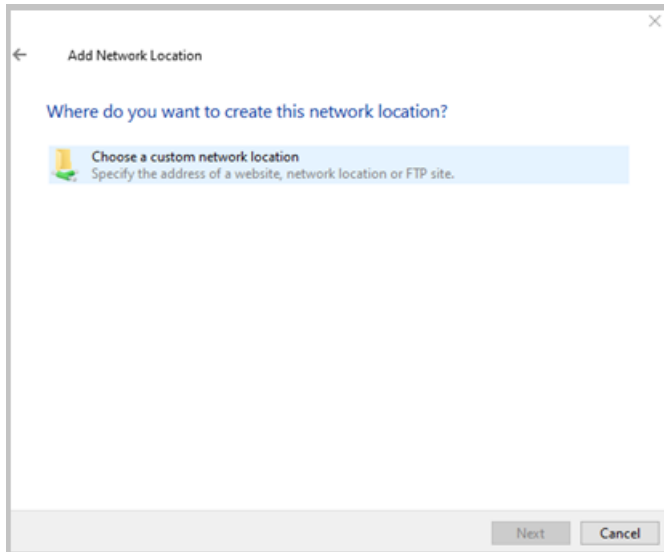 Add Network Location
Where do you want to create this network location?
Choose a custom network location
Specify the address of a website, network location or FTP site.
Next
Cancel